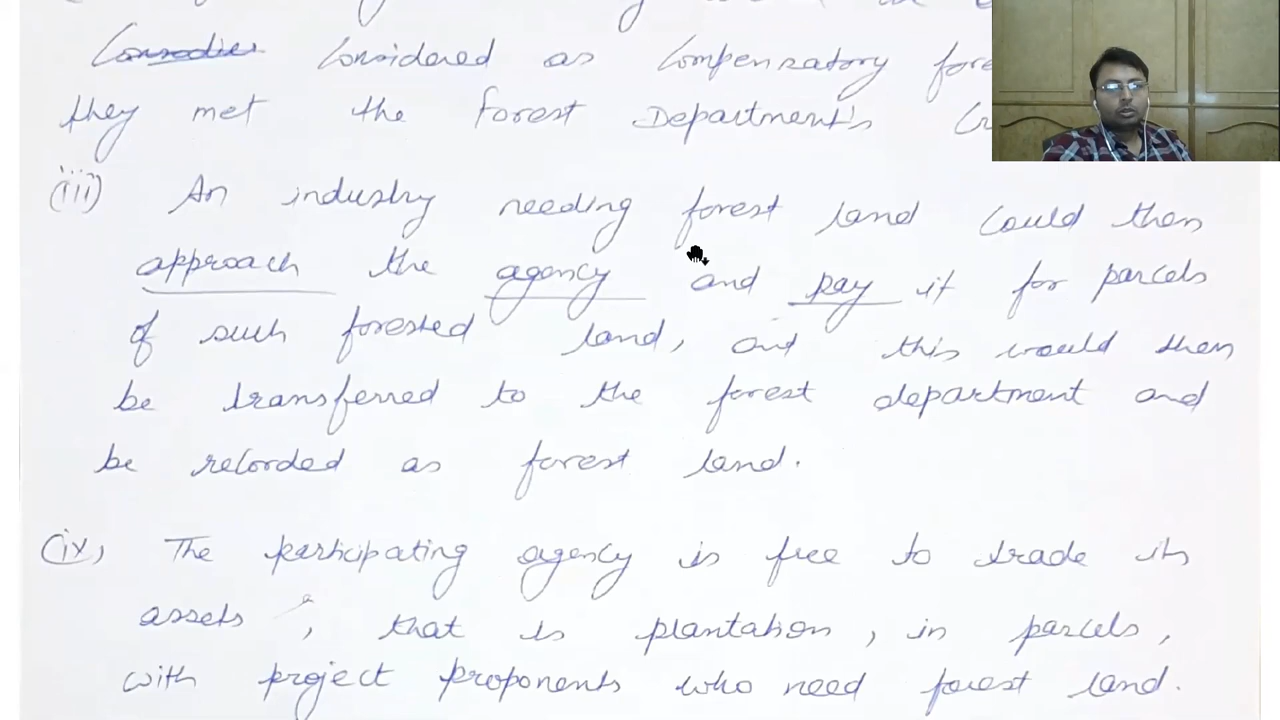 Considered as Compensatory
they met the Forest Department's
(iii) An industry needing forest land could then
approach the agency and pay it for parcels
of such forested land, and this would then
be transferred to the forest department and
be recorded as forest land.
(ix) The participating agency is free to trade its
assets, that is plantation, in parcels,
with project proponents who need forest land.